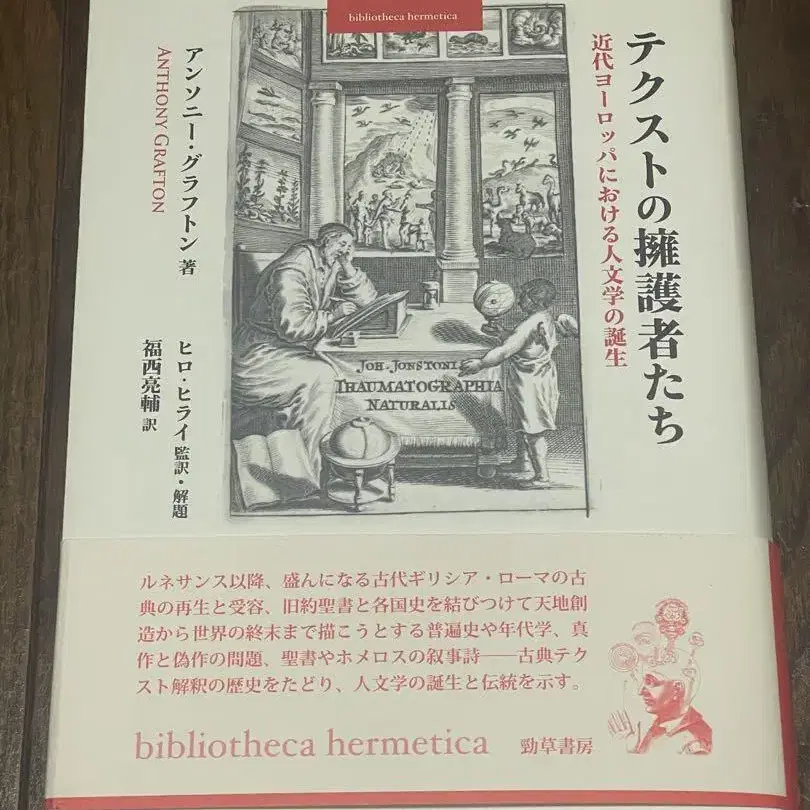 bibliotheca hermetica
テクストの擁護者たち
近代ヨーロッパにおける人文学の誕生
アンソニー・グラフトン 著
ANTHONY GRAFTON
ヒロ・ヒライ 監訳・解題
福西亮輔 訳
JOH. JONSTONI
THAUMATOGRAPHIA
NATURALIS
ルネサンス以降、盛んになる古代ギリシア・ローマの古
典の再生と受容、旧約聖書と各国史を結びつけて天地創
造から世界の終末まで描こうとする普遍史や年代学、真
作と偽作の問題、聖書やホメロスの叙事詩──古典テク
スト解釈の歴史をたどり、人文学の誕生と伝統を示す。
bibliotheca hermetica 勁草書房